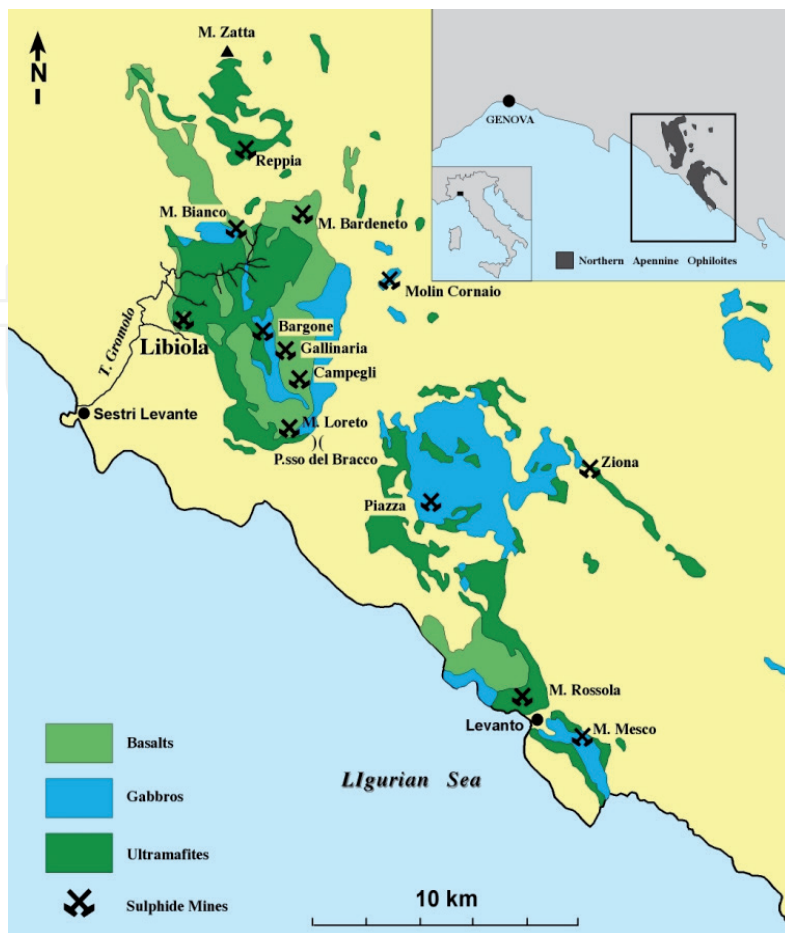 M. Zatta
N
GENOVA
Reppia
M. Bianco
M. Bardeneto
Northern Apennine Ophiloites
Molin Cornaio
T. Gromolo
Bargone
Libiola
Gallinaria
Campegli
Sestri Levante
M. Loreto
P.sso del Bracco
Ziona
Piazza
M. Rossola
Levanto
M. Mesco
Basalts
LIgurian Sea
Gabbros
Ultramafites
10 km
Sulphide Mines